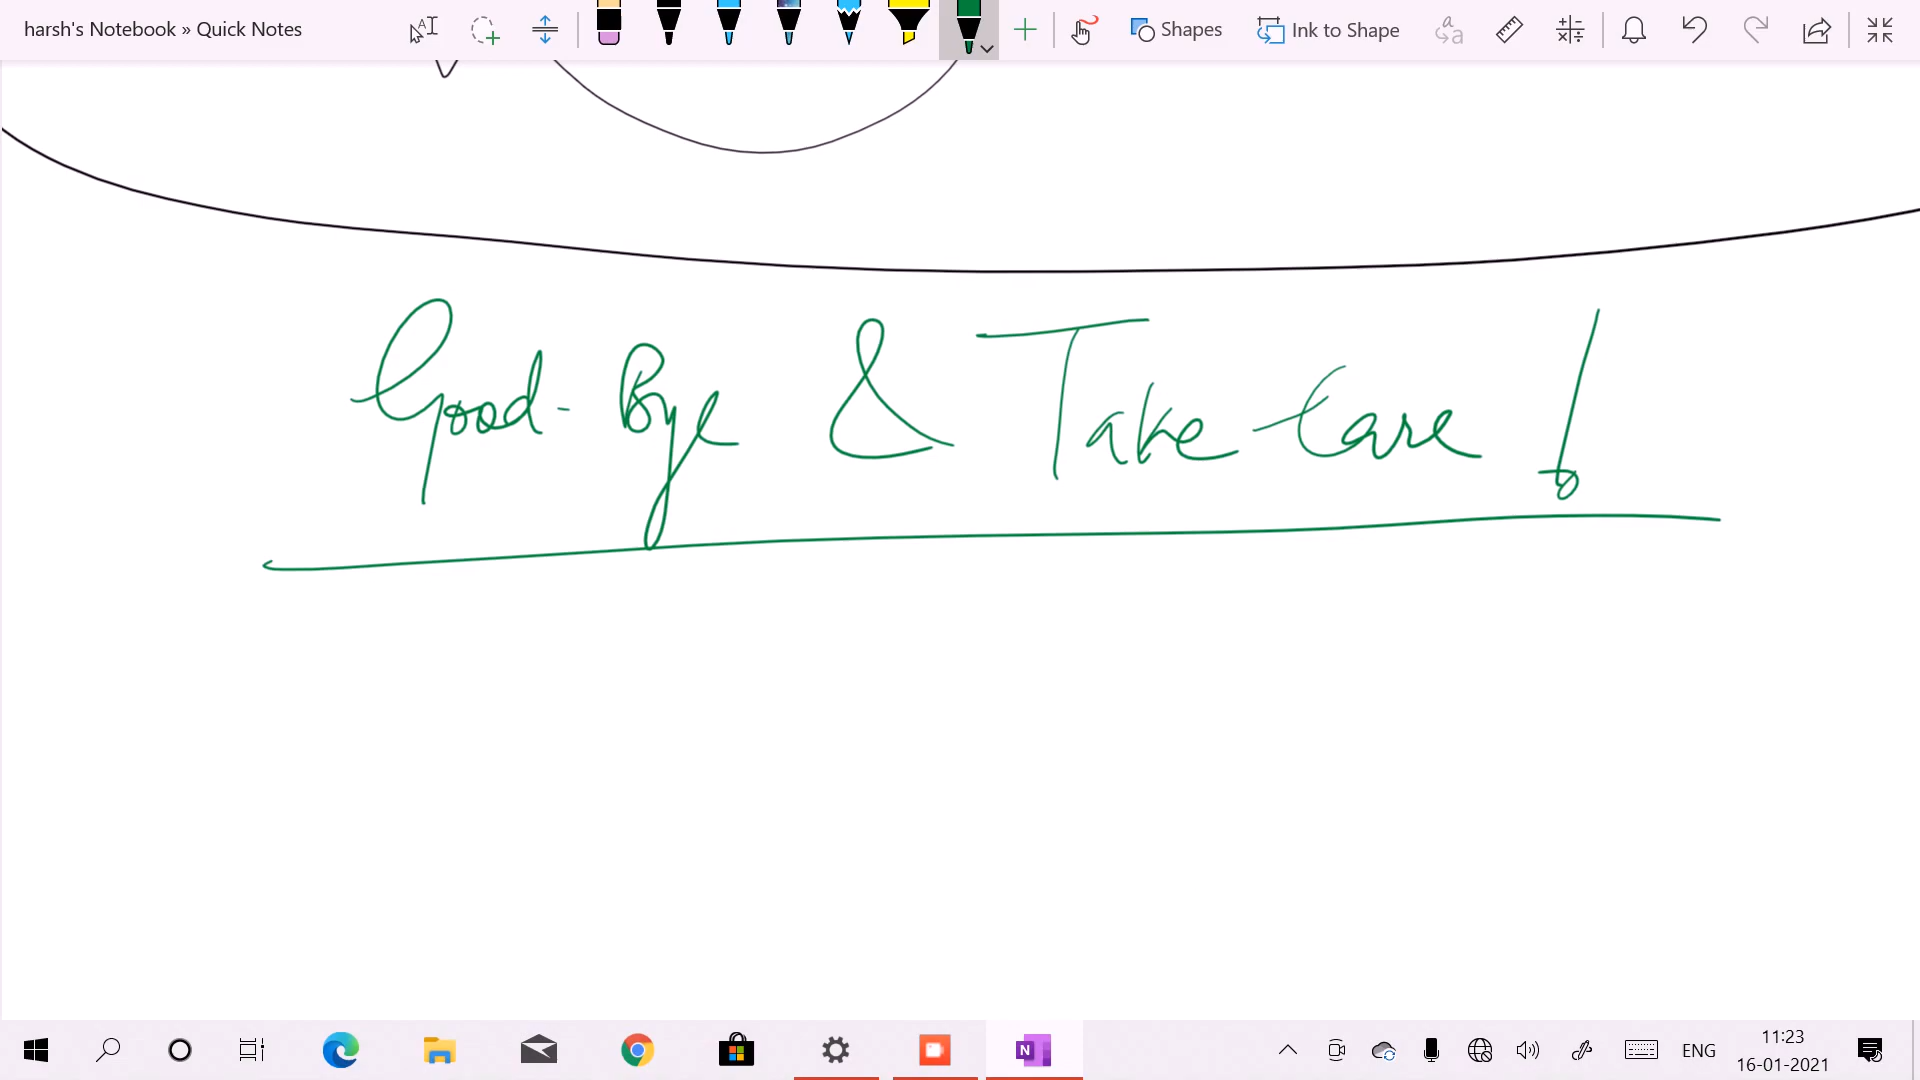 harsh's Notebook » Quick Notes
Shapes
Ink to Shape
Good-Bye & Take-Care !
ENG
11:23
16-01-2021